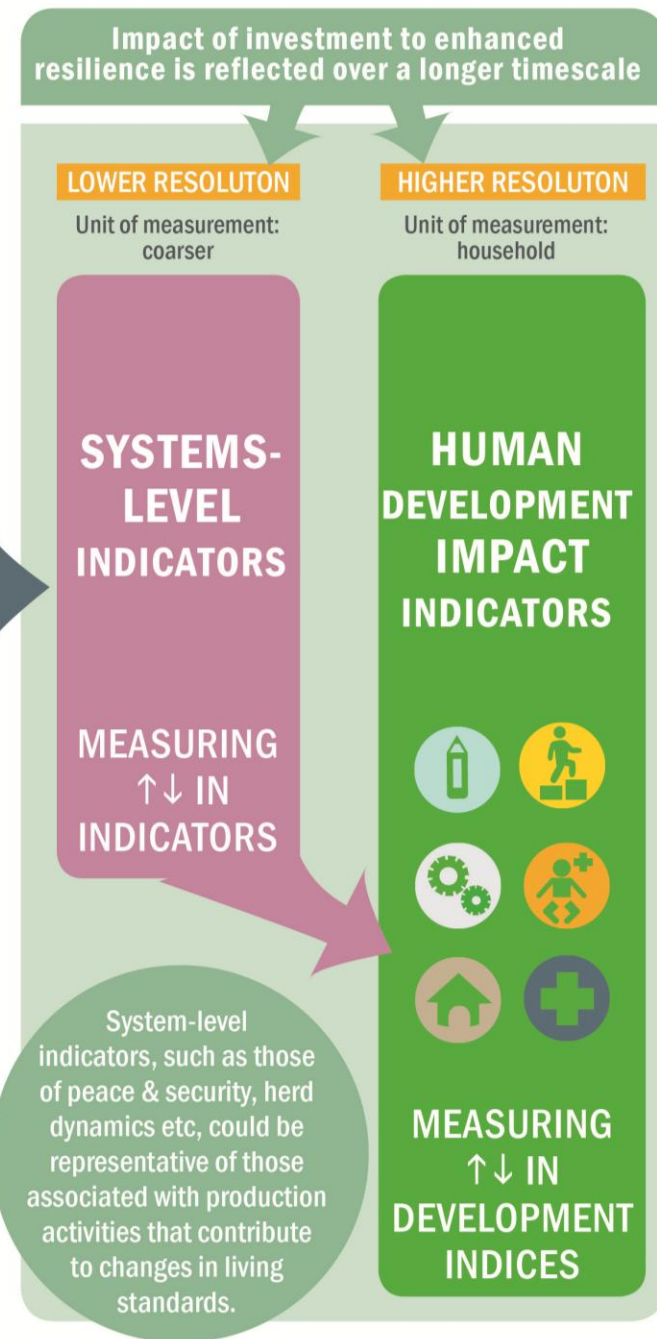 Impact of investment to enhanced
resilience is reflected over a longer timescale
LOWER RESOLUTON
Unit of measurement:
coarser
SYSTEMS-
LEVEL
INDICATORS
MEASURING
↑↓ IN
INDICATORS
System-level
indicators, such as those
of peace & security, herd
dynamics etc, could be
representative of those
associated with production
activities that contribute
to changes in living
standards.
HIGHER RESOLUTON
Unit of measurement:
household
HUMAN
DEVELOPMENT
IMPACT
INDICATORS
MEASURING
↑↓ IN
DEVELOPMENT
INDICES